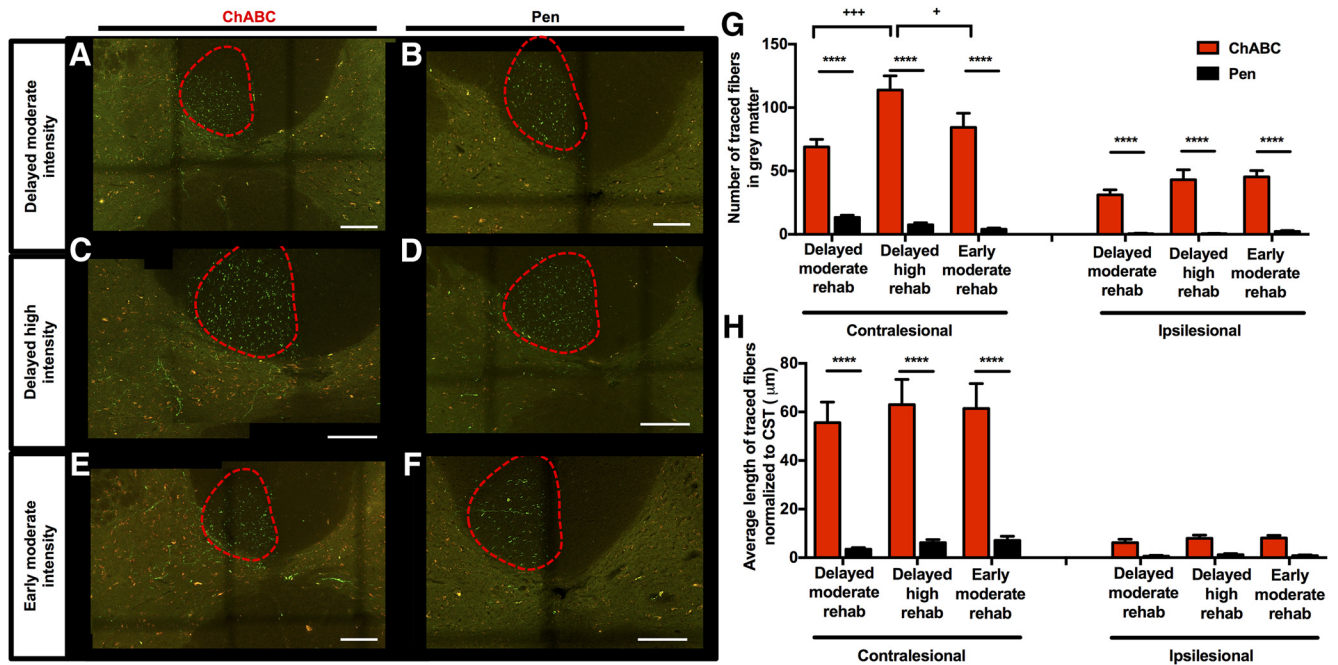 ChABC
Pen
Delayed moderate
intensity
A
B
Delayed high
intensity
C
D
Early moderate
intensity
E
F
G
+++
+
****
****
****
****
****
****
ChABC
Pen
Number of traced fibers
in grey matter
150
100
50
0
Delayed
moderate
rehab
Delayed
high
rehab
Early
moderate
rehab
Delayed
moderate
rehab
Delayed
high
rehab
Early
moderate
rehab
Contralesional
Ipsilesional
H
****
****
****
Average length of traced fibers
normalized to CST ( μm)
80
60
40
20
0
Delayed
moderate
rehab
Delayed
high
rehab
Early
moderate
rehab
Delayed
moderate
rehab
Delayed
high
rehab
Early
moderate
rehab
Contralesional
Ipsilesional